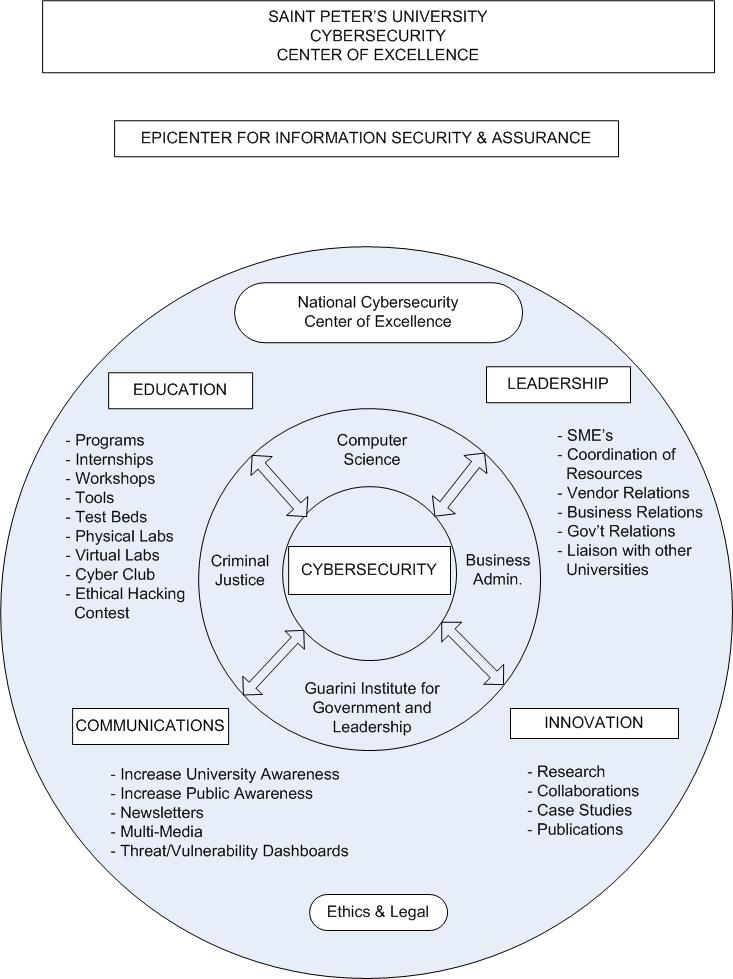 SAINT PETER'S UNIVERSITY
CYBERSECURITY
CENTER OF EXCELLENCE
EPICENTER FOR INFORMATION SECURITY & ASSURANCE
National Cybersecurity
Center of Excellence
EDUCATION
- Programs
- Internships
- Workshops
- Tools
- Test Beds
- Physical Labs
- Virtual Labs
- Cyber Club
- Ethical Hacking
Contest
LEADERSHIP
- SME's
- Coordination of
Resources
- Vendor Relations
- Business Relations
- Gov't Relations
- Liaison with other
Universities
Computer
Science
Criminal
Justice
CYBERSECURITY
Business
Admin.
Guarini Institute for
Government and
Leadership
COMMUNICATIONS
- Increase University Awareness
- Increase Public Awareness
- Newsletters
- Multi-Media
- Threat/Vulnerability Dashboards
INNOVATION
- Research
- Collaborations
- Case Studies
- Publications
Ethics & Legal